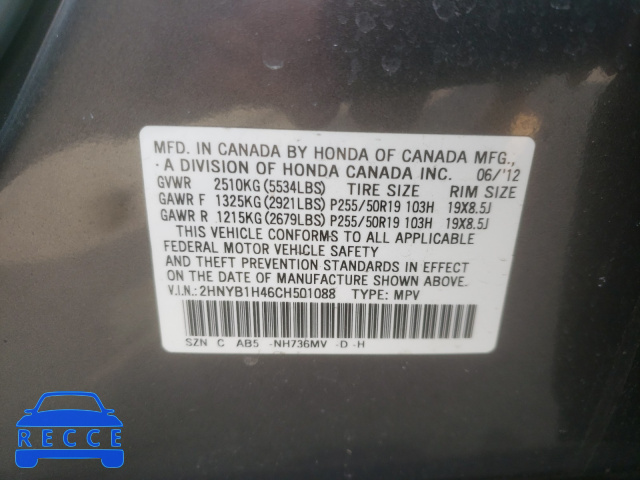 MFD. IN CANADA BY HONDA OF CANADA MFG.,
A DIVISION OF HONDA CANADA INC. 06/'12
GVWR 2510KG (5534LBS) TIRE SIZE RIM SIZE
GAWR F 1325KG (2921LBS) P255/50R19 103H 19X8.5J
GAWR R 1215KG (2679LBS) P255/50R19 103H 19X8.5J
THIS VEHICLE CONFORMS TO ALL APPLICABLE
FEDERAL MOTOR VEHICLE SAFETY
AND THEFT PREVENTION STANDARDS IN EFFECT
ON THE DATE OF MANUFACTURE SHOWN ABOVE.
V.I.N.: 2HNYB1H46CH501088 TYPE: MPV
SZN C AB5 -NH736MV -D -H
RECCE